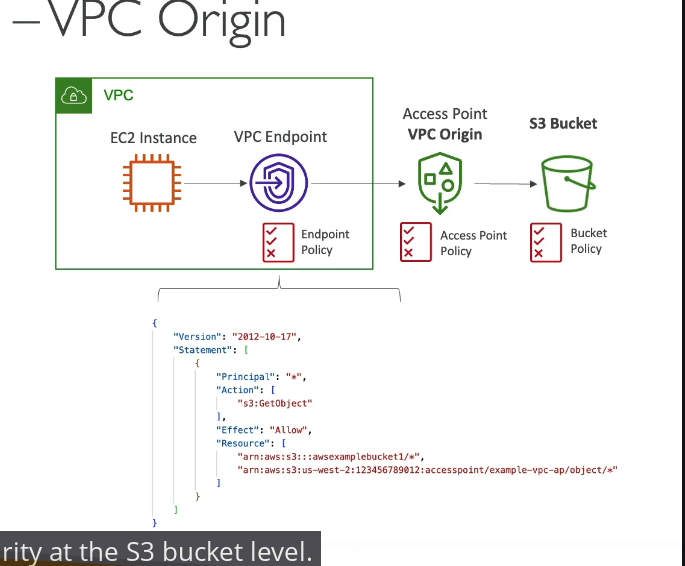 – VPC Origin
VPC
EC2 Instance
VPC Endpoint
Access Point
VPC Origin
S3 Bucket
Endpoint
Policy
Access Point
Policy
Bucket
Policy
{
"Version": "2012-10-17",
"Statement": [
{
"Principal": "*",
"Action": [
"s3:GetObject"
],
"Effect": "Allow",
"Resource": [
"arn:aws:s3:::awsexamplebucket1/*",
"arn:aws:s3:us-west-2:123456789012:accesspoint/example-vpc-ap/object/*"
]
}
]
}
rity at the S3 bucket level.